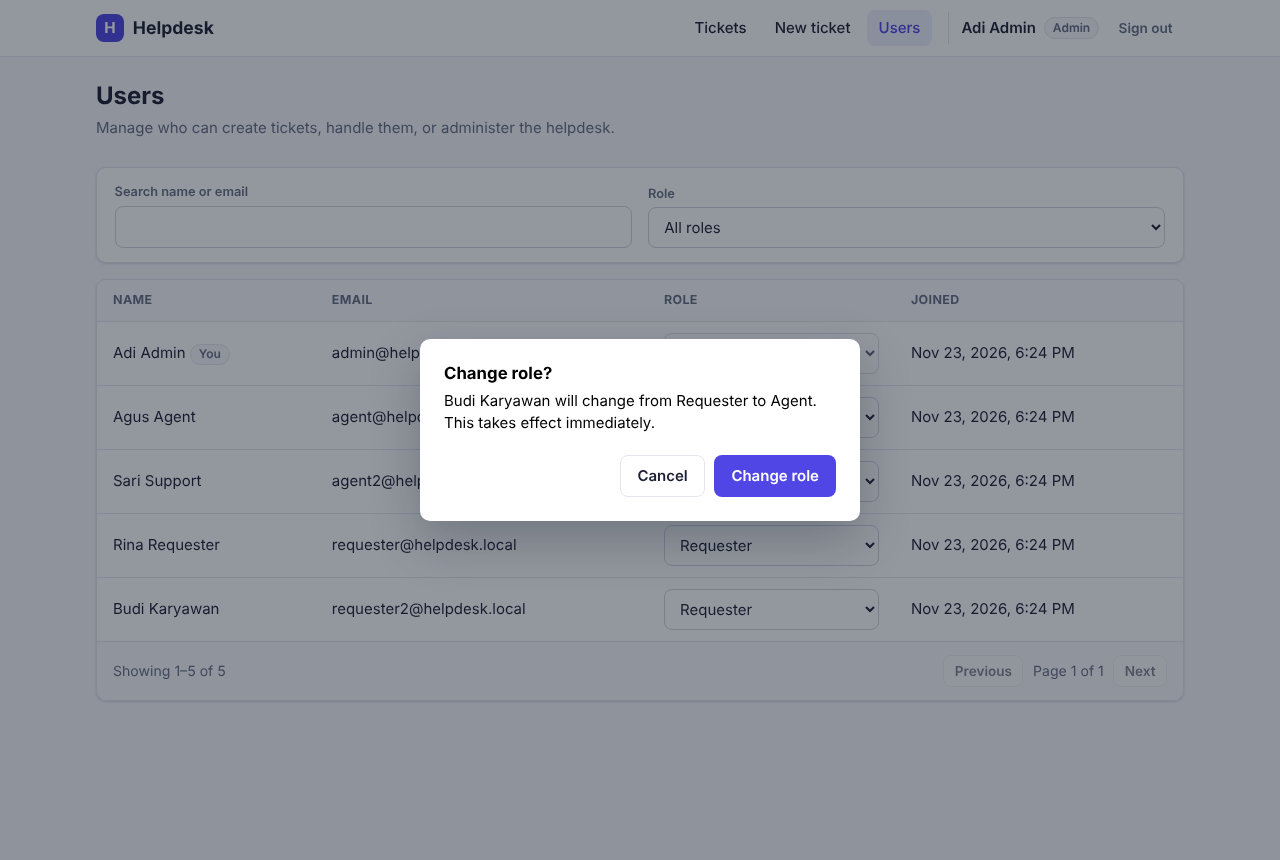 H Helpdesk Tickets New ticket Users Adi Admin Admin Sign out
Users
Manage who can create tickets, handle them, or administer the helpdesk.
Search name or email Role
All roles
NAME EMAIL ROLE JOINED
Adi Admin You admin@help Nov 23, 2026, 6:24 PM
Agus Agent Nov 23, 2026, 6:24 PM
Sari Support Nov 23, 2026, 6:24 PM
Rina Requester requester@helpdesk.local Requester Nov 23, 2026, 6:24 PM
Budi Karyawan requester2@helpdesk.local Requester Nov 23, 2026, 6:24 PM
Showing 1–5 of 5 Previous Page 1 of 1 Next
Change role?
Budi Karyawan will change from Requester to Agent.
This takes effect immediately.
Cancel Change role